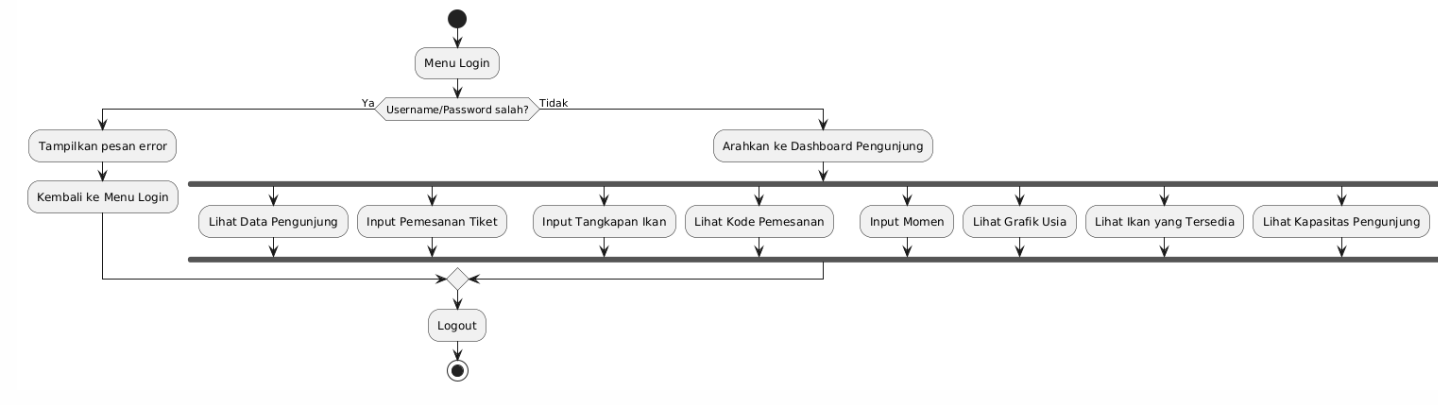 Menu Login
Ya
Username/Password salah?
Tidak
Tampilkan pesan error
Arahkan ke Dashboard Pengunjung
Kembali ke Menu Login
Lihat Data Pengunjung
Input Pemesanan Tiket
Input Tangkapan Ikan
Lihat Kode Pemesanan
Input Momen
Lihat Grafik Usia
Lihat Ikan yang Tersedia
Lihat Kapasitas Pengunjung
Logout